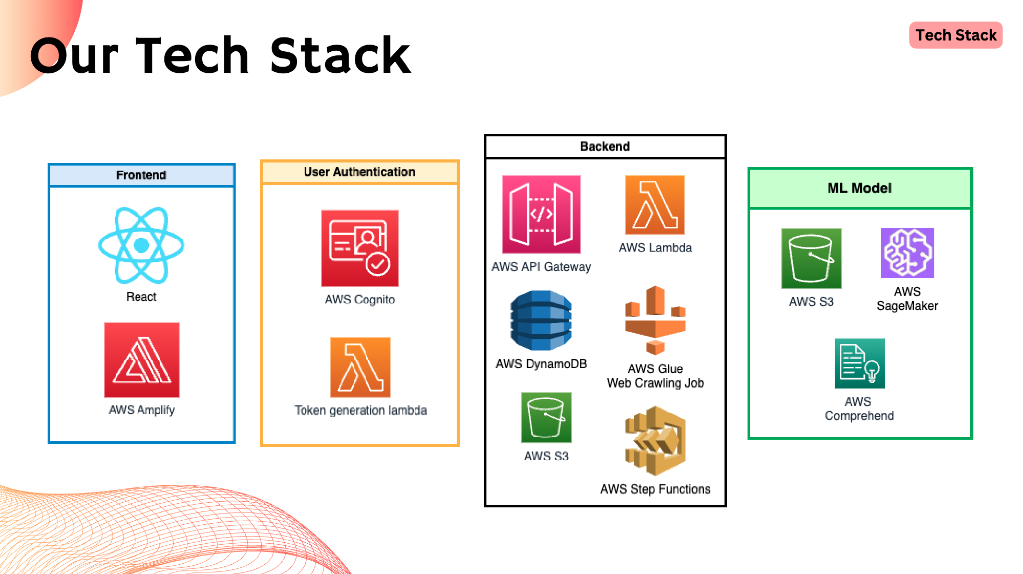 Our Tech Stack
Tech Stack
Frontend
React
AWS Amplify
User Authentication
AWS Cognito
Token generation lambda
Backend
AWS API Gateway
AWS Lambda
AWS DynamoDB
AWS Glue
Web Crawling Job
AWS S3
AWS Step Functions
ML Model
AWS S3
AWS
SageMaker
AWS
Comprehend